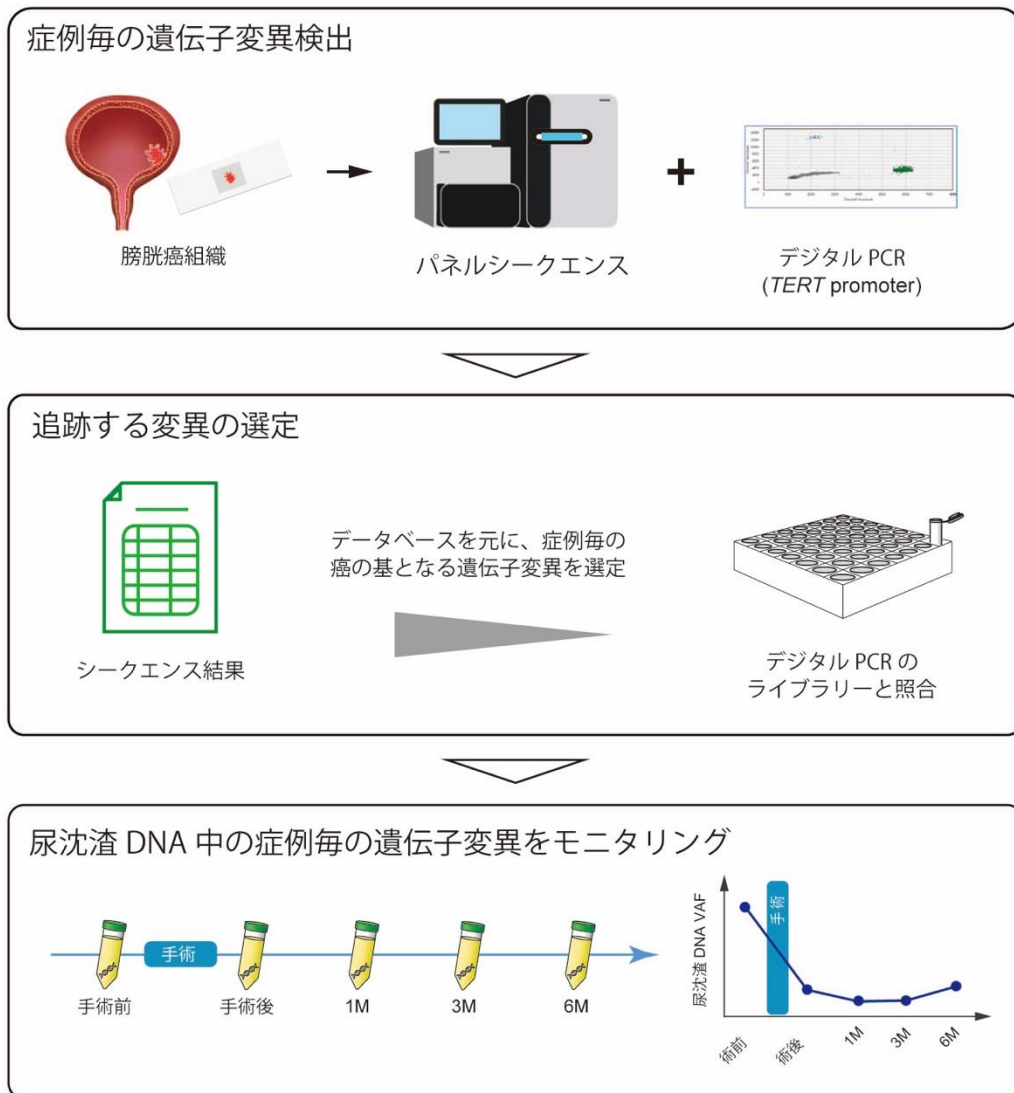 症例毎の遺伝子変異検出
膀胱癌組織
パネルシークエンス
+
デジタル PCR
(TERT promoter)
追跡する変異の選定
データベースを元に、症例毎の
癌の基となる遺伝子変異を選定
シークエンス結果
デジタル PCR の
ライブラリーと照合
尿沈渣 DNA 中の症例毎の遺伝子変異をモニタリング
手術
手術前
手術後
1M
3M
6M
尿沈渣 DNA VAF
手術
術前
術後
1M
3M
6M